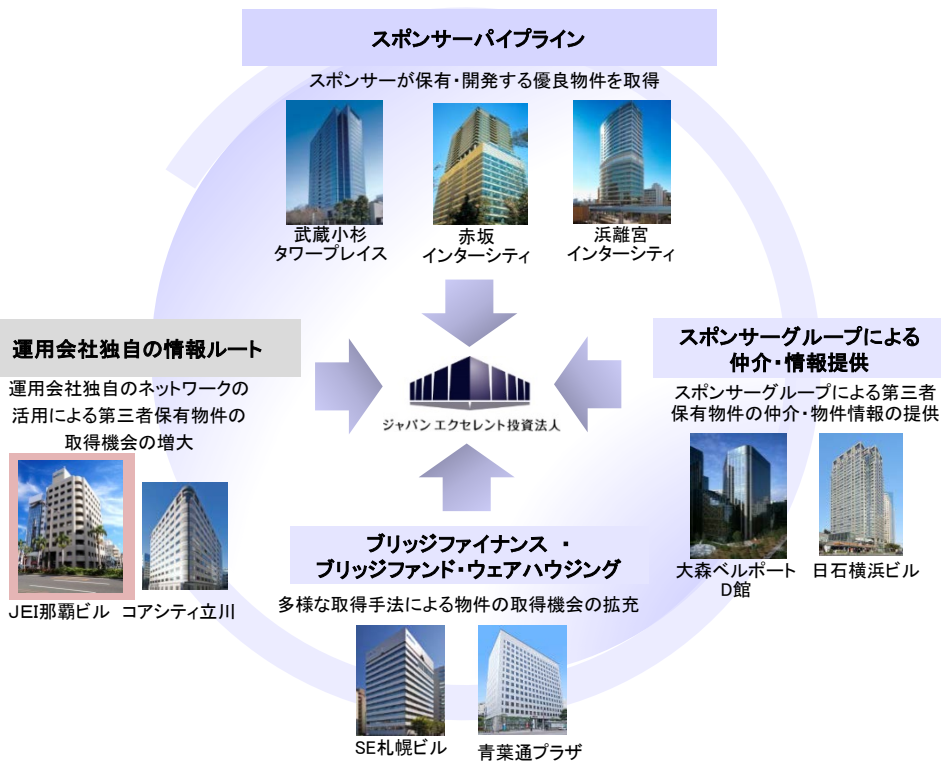 スポンサーパイプライン
スポンサーが保有・開発する優良物件を取得
武蔵小杉
タワープレイス
赤坂
インターシティ
浜離宮
インターシティ
運用会社独自の情報ルート
運用会社独自のネットワークの
活用による第三者保有物件の
取得機会の増大
JEI那覇ビル
コアシティ立川
ジャパンエクセレント投資法人
スポンサーグループによる
仲介・情報提供
スポンサーグループによる第三者
保有物件の仲介・物件情報の提供
大森ベルポート
D館
日石横浜ビル
ブリッジファイナンス ・
ブリッジファンド・ウェアハウジング
多様な取得手法による物件の取得機会の拡充
SE札幌ビル
青葉通プラザ